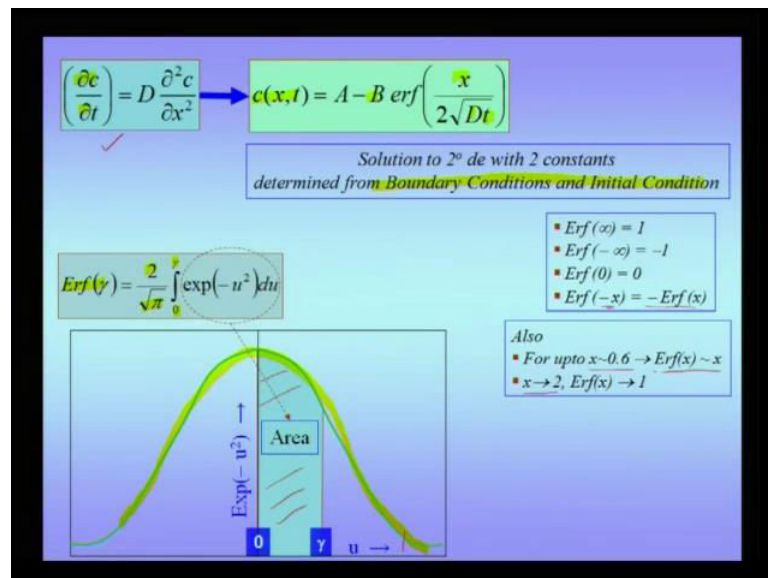 (∂c/∂t) = D ∂²c/∂x² → c(x,t) = A − B erf(x/(2√(Dt)))
Solution to 2º de with 2 constants
determined from Boundary Conditions and Initial Condition
▪ Erf (∞) = 1
▪ Erf (− ∞) = −1
▪ Erf (0) = 0
▪ Erf (−x) = −Erf (x)
Erf (γ) = 2/√π ∫₀^γ exp(−u²)du
Also
▪ For upto x~0.6 → Erf(x) ~ x
▪ x → 2, Erf(x) → 1
Exp(− u²) →
Area
0
γ
u →